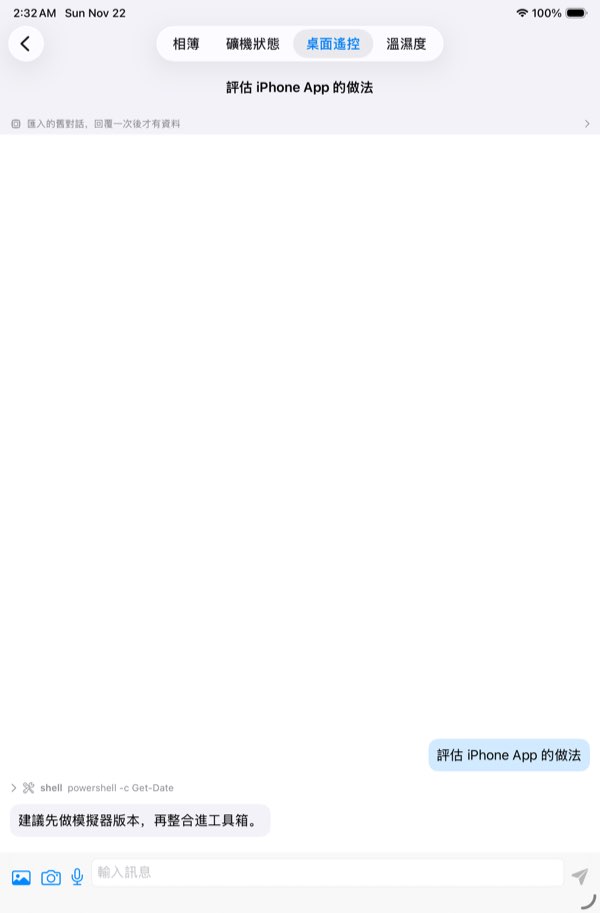 2:32 AM Sun Nov 22
100%
相簿 礦機狀態 桌面遙控 溫濕度
評估 iPhone App 的做法
匯入的舊對話，回覆一次後才有資料
評估 iPhone App 的做法
shell powershell -c Get-Date
建議先做模擬器版本，再整合進工具箱。
輸入訊息